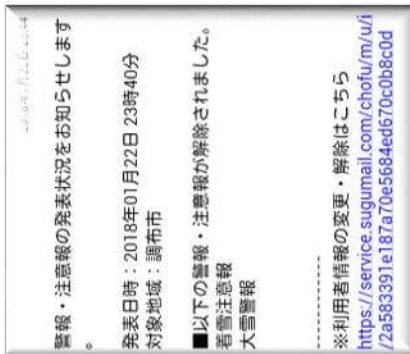 警報・注意報の発表状況をお知らせします
。
発表日時：2018年01月22日 23時40分
対象地域：調布市
■以下の警報・注意報が解除されました。
着雪注意報
大雪警報
-----------
※利用者情報の変更・解除はこちら
https://service.sugumail.com/chofu/m/u/i
/2a583391e187a70e5684ed670c0b8c0d